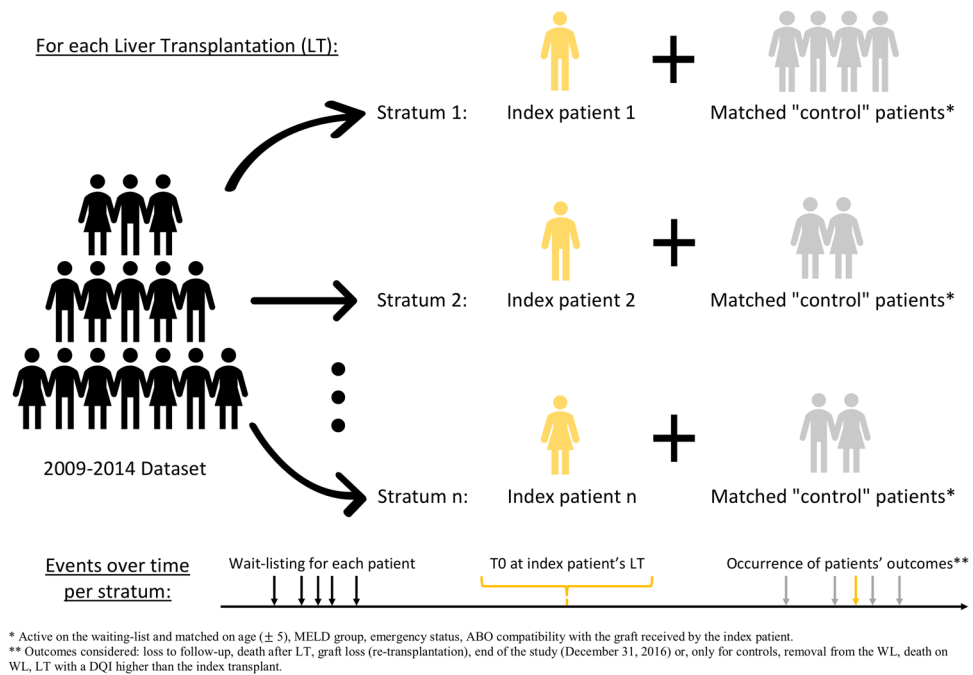 For each Liver Transplantation (LT):
Stratum 1:
Index patient 1
Matched "control" patients*
Stratum 2:
Index patient 2
Matched "control" patients*
2009-2014 Dataset
Stratum n:
Index patient n
Matched "control" patients*
Events over time
per stratum:
Wait-listing for each patient
T0 at index patient’s LT
Occurrence of patients’ outcomes**
* Active on the waiting-list and matched on age (± 5), MELD group, emergency status, ABO compatibility with the graft received by the index patient.
** Outcomes considered: loss to follow-up, death after LT, graft loss (re-transplantation), end of the study (December 31, 2016) or, only for controls, removal from the WL, death on
WL, LT with a DQI higher than the index transplant.